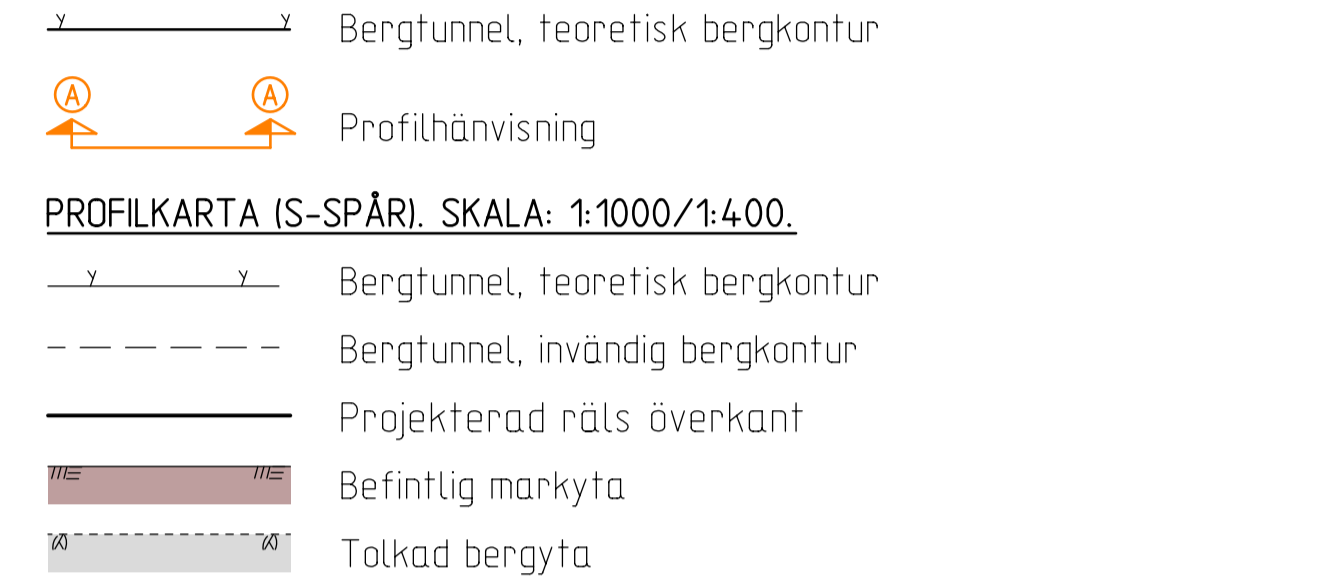 Y Y Bergtunnel, teoretisk bergkontur
A A
Profilhänvisning
PROFILKARTA (S-SPÅR). SKALA: 1:1000/1:400.
Y Y Bergtunnel, teoretisk bergkontur
Bergtunnel, invändig bergkontur
Projekterad räls överkant
Befintlig markyta
Tolkad bergyta